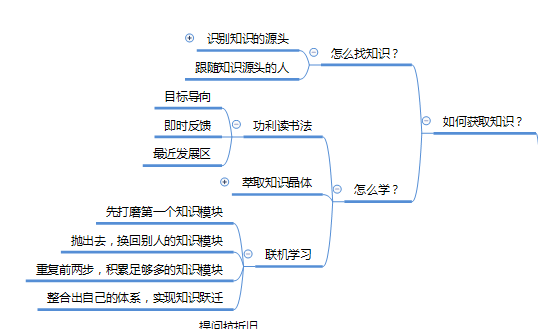 识别知识的源头
怎么找知识？
跟随知识源头的人
目标导向
如何获取知识？
即时反馈
功利读书法
最近发展区
萃取知识晶体
怎么学？
先打磨第一个知识模块
抛出去，换回别人的知识模块
联机学习
重复前两步，积累足够多的知识模块
整合出自己的体系，实现知识跃迁